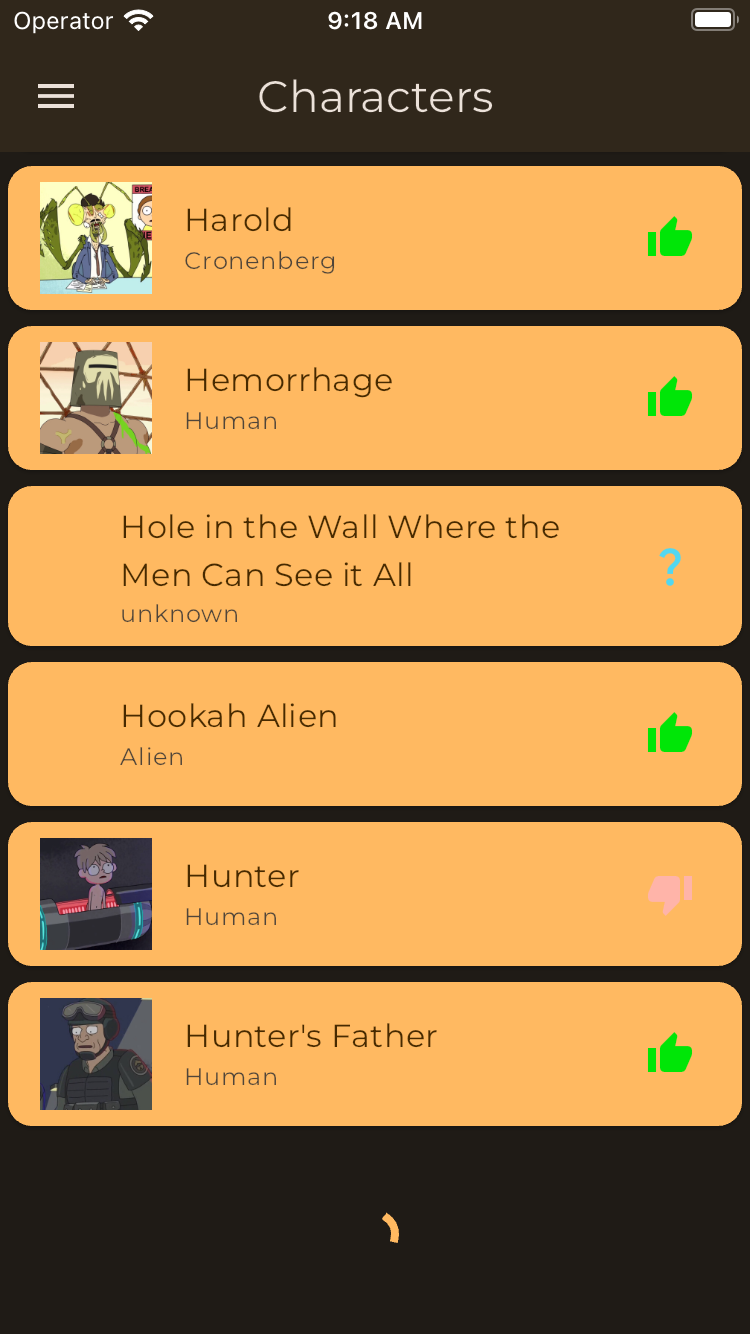 Operator 9:18 AM
Characters
BREA
Harold
Cronenberg
Hemorrhage
Human
Hole in the Wall Where the
Men Can See it All
unknown
?
Hookah Alien
Alien
Hunter
Human
Hunter's Father
Human